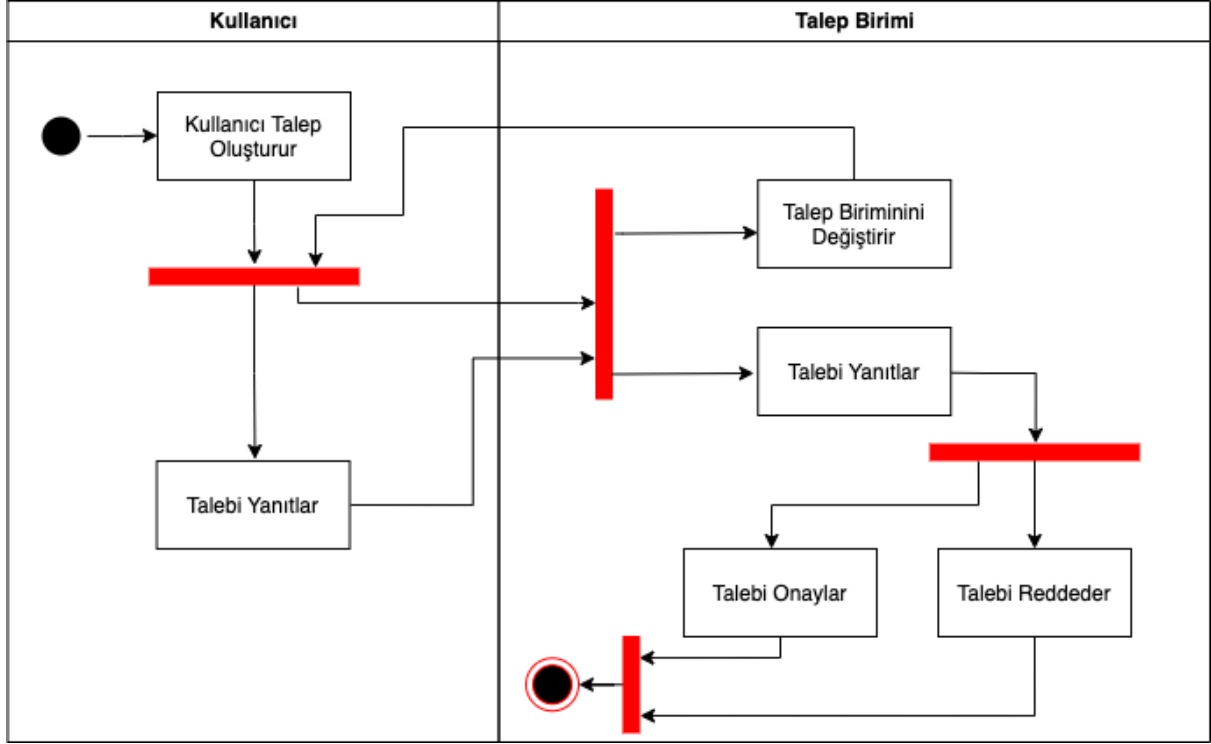 Kullanıcı
Talep Birimi
Kullanıcı Talep
Oluşturur
Talep Biriminini
Değiştirir
Talebi Yanıtlar
Talebi Yanıtlar
Talebi Onaylar
Talebi Reddeder